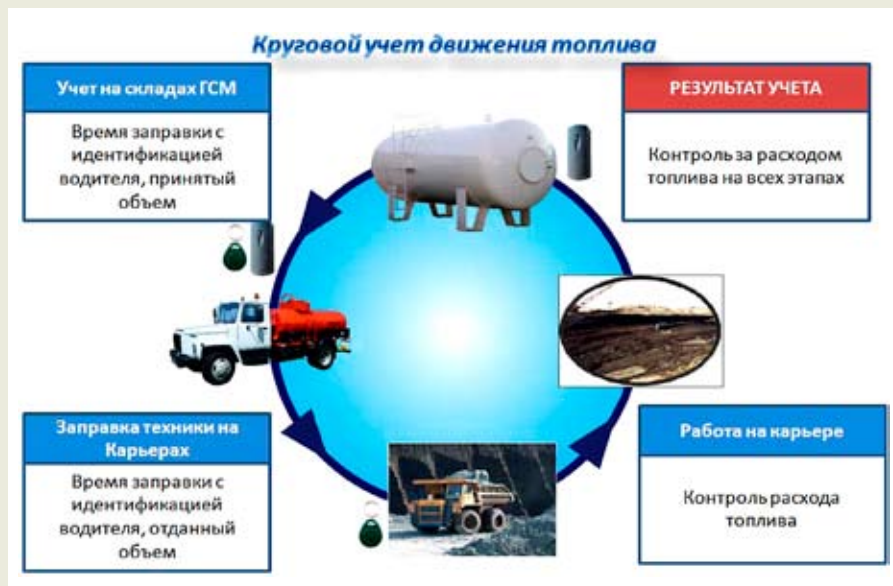 Круговой учет движения топлива
Учет на складах ГСМ
Время заправки с
идентификацией
водителя, принятый
объем
РЕЗУЛЬТАТ УЧЕТА
Контроль за расходом
топлива на всех этапах
Заправка техники на
Карьерах
Время заправки с
идентификацией
водителя, отданный
объем
Работа на карьере
Контроль расхода
топлива